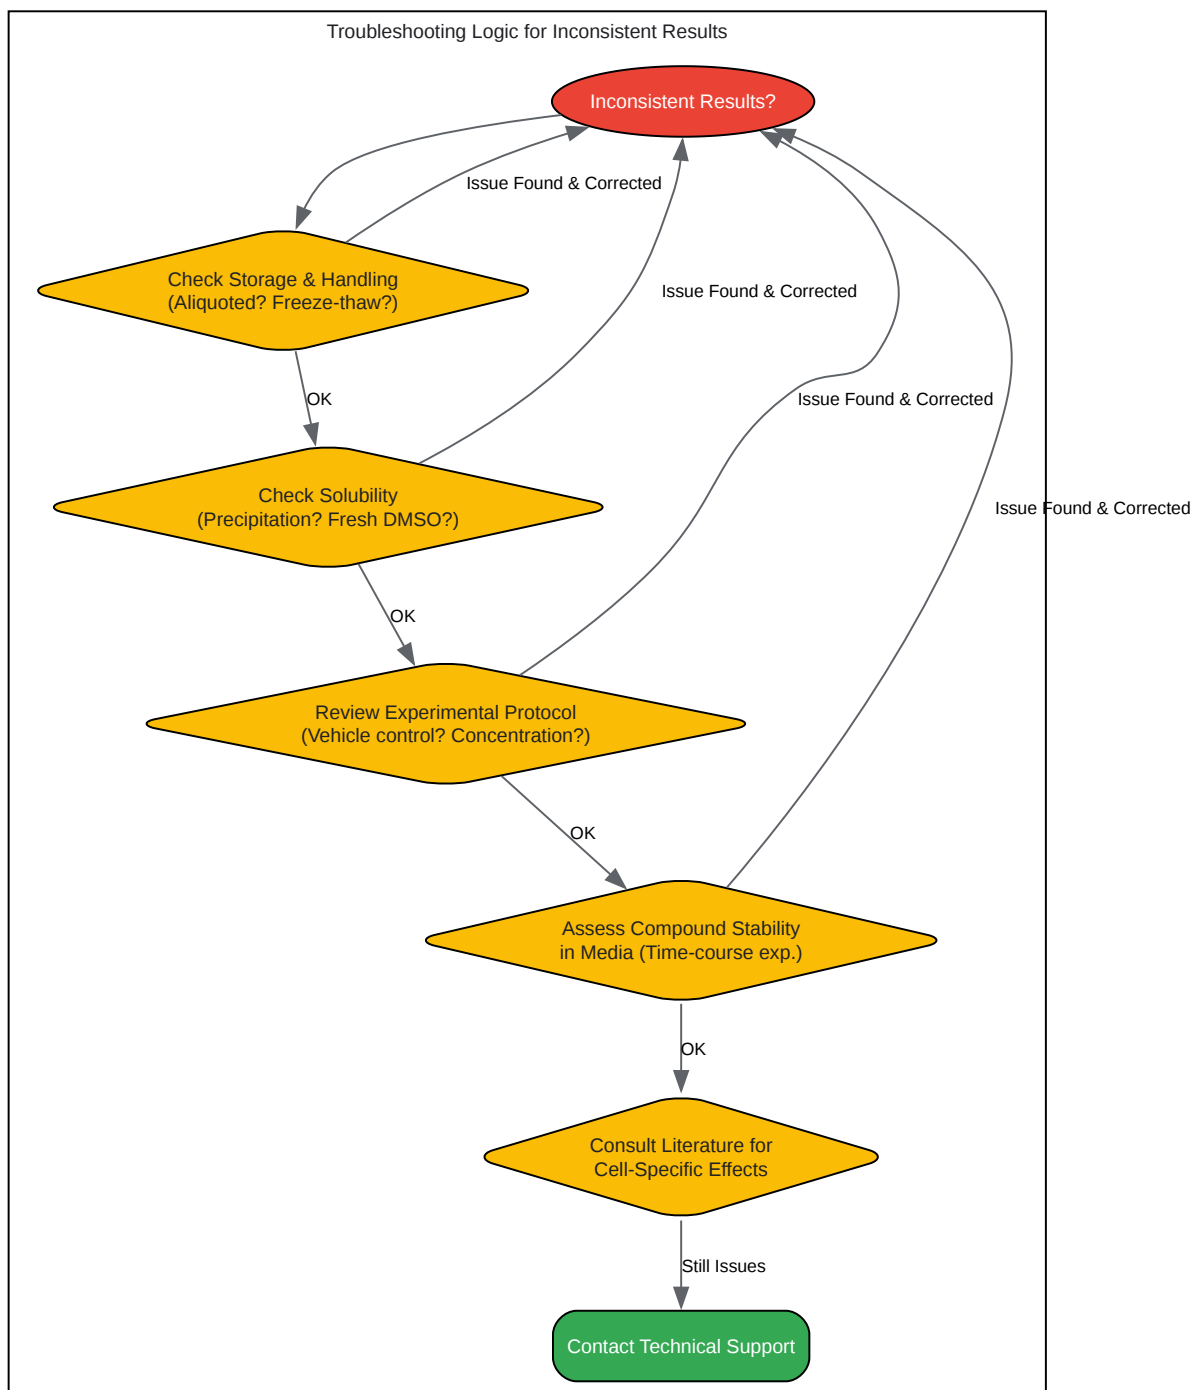 Troubleshooting Logic for Inconsistent Results
Inconsistent Results?
Issue Found & Corrected
Check Storage & Handling
(Aliquoted? Freeze-thaw?)
Issue Found & Corrected
OK
Issue Found & Corrected
Check Solubility
(Precipitation? Fresh DMSO?)
Issue Found & Corrected
OK
Review Experimental Protocol
(Vehicle control? Concentration?)
OK
Assess Compound Stability
in Media (Time-course exp.)
OK
Consult Literature for
Cell-Specific Effects
Still Issues
Contact Technical Support